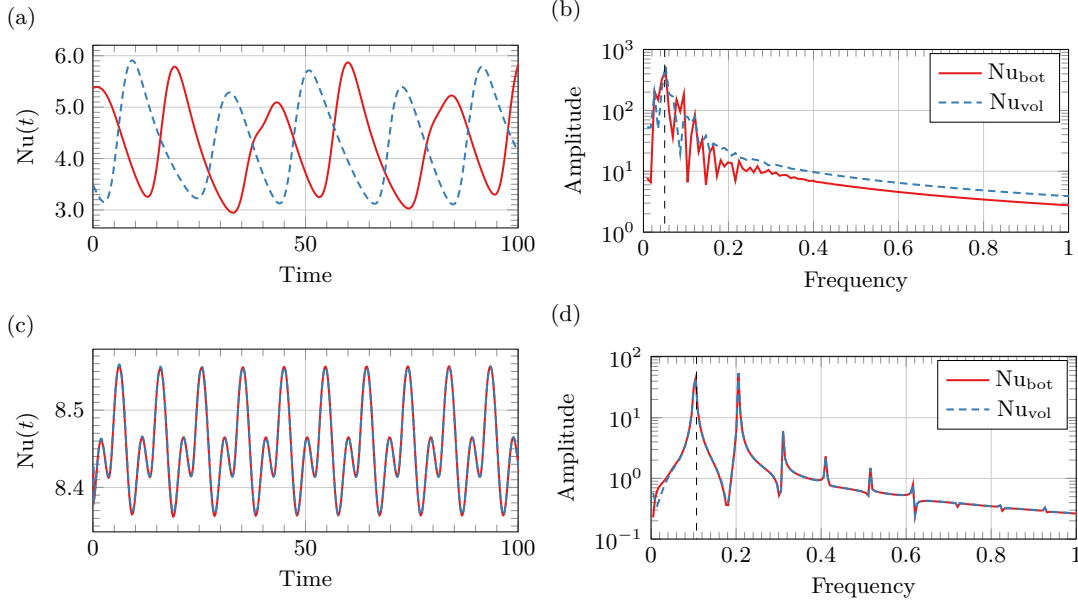 (a)
6.0
5.0
4.0
3.0
Nu(t)
0
50
100
Time
(b)
10³
10²
10¹
10⁰
Amplitude
Nu_bot
Nu_vol
0
0.2
0.4
0.6
0.8
1
Frequency
(c)
8.5
8.4
Nu(t)
0
50
100
Time
(d)
10²
10¹
10⁰
10⁻¹
Amplitude
Nu_bot
Nu_vol
0
0.2
0.4
0.6
0.8
1
Frequency